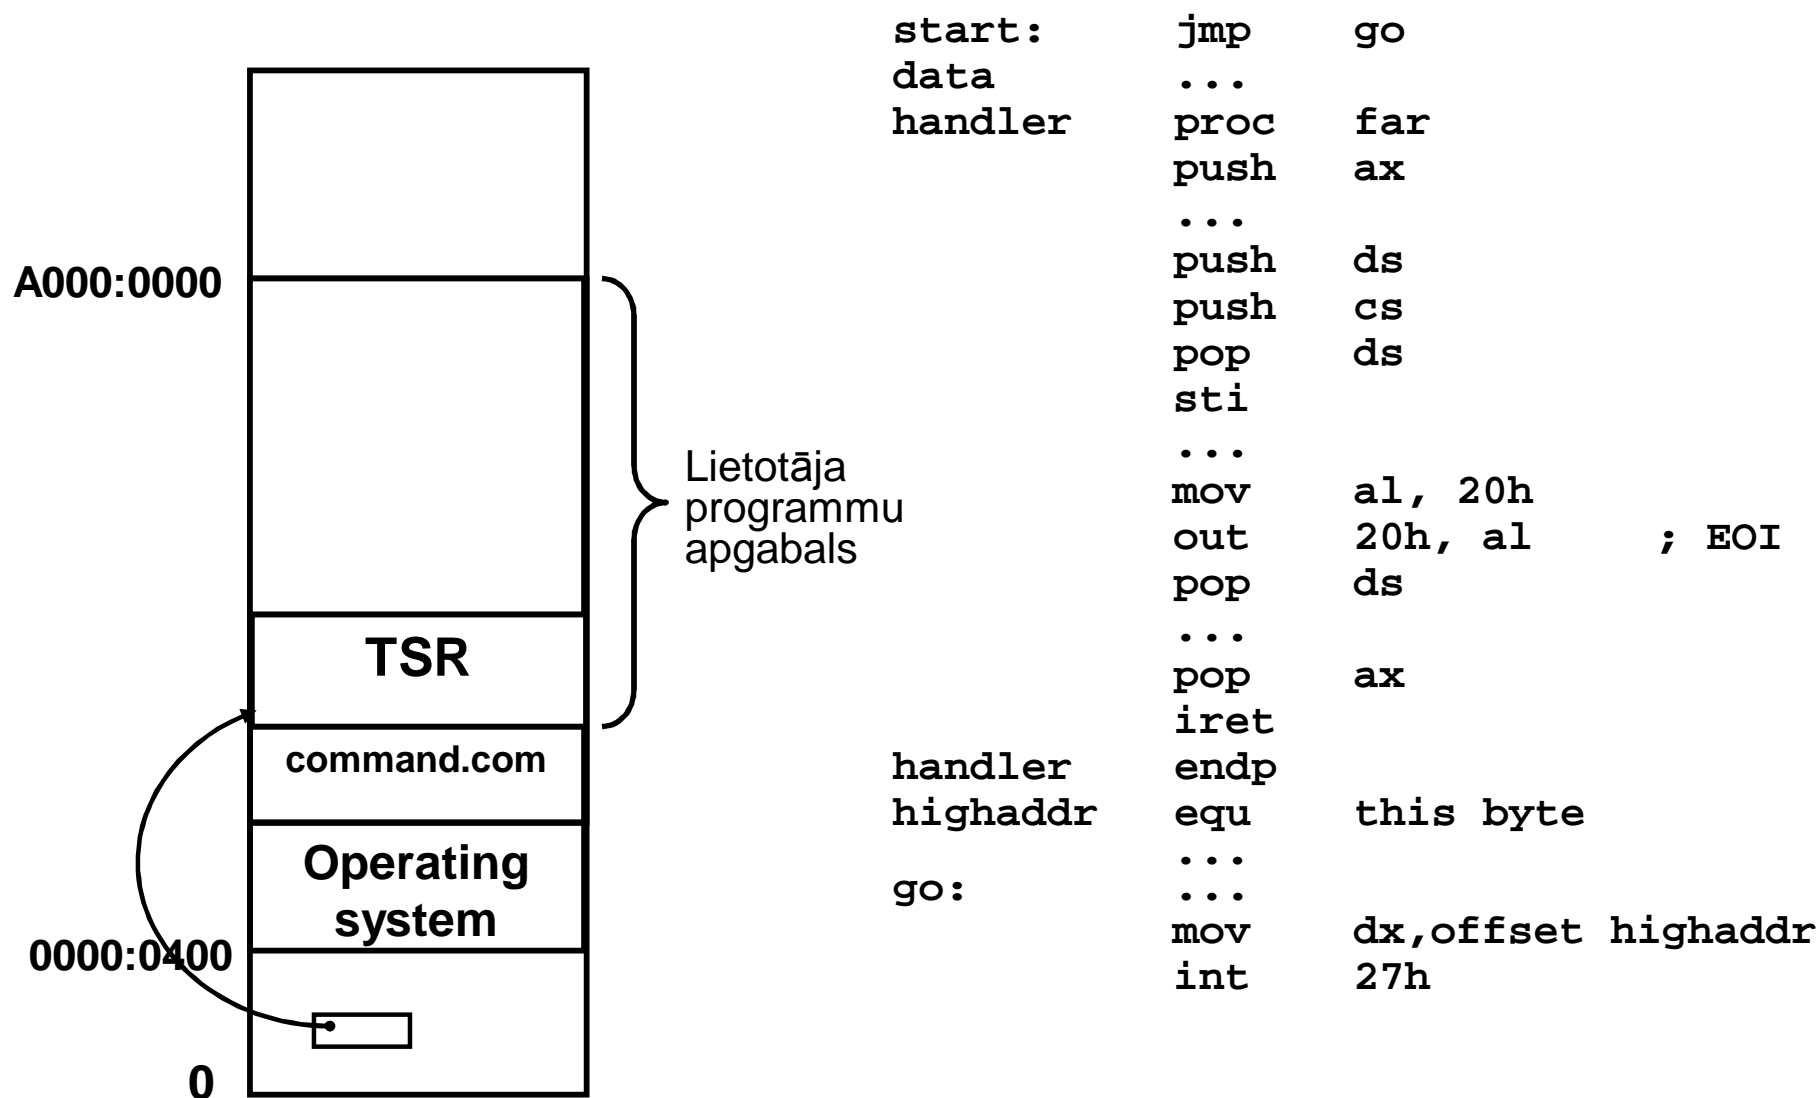 A000:0000
TSR
command.com
Operating
system
0000:0400
0
Lietotāja
programmu
apgabals
start: jmp go
data ...
handler proc far
push ax
...
push ds
push cs
pop ds
sti
...
mov al, 20h
out 20h, al ; EOI
pop ds
...
pop ax
iret
handler endp
highaddr equ this byte
...
go: ...
mov dx,offset highaddr
int 27h